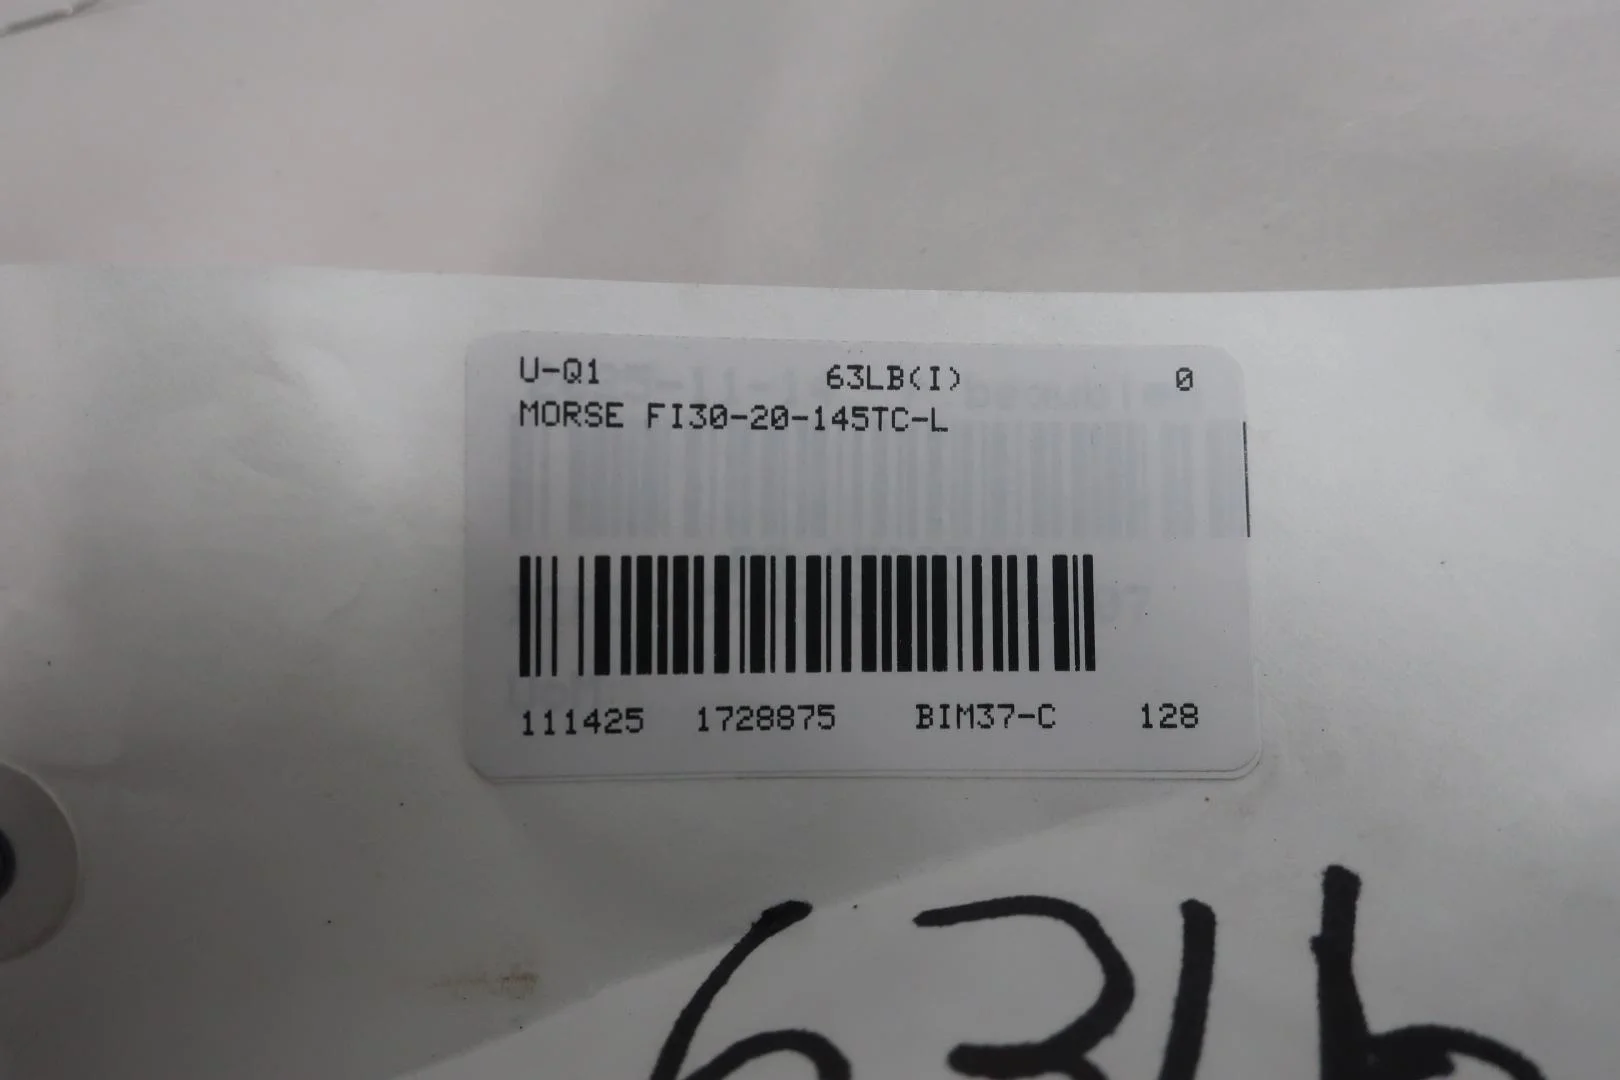 U-Q1 63LB(I) 0
MORSE FI30-20-145TC-L
111425 1728875 BIM37-C 128
63lb